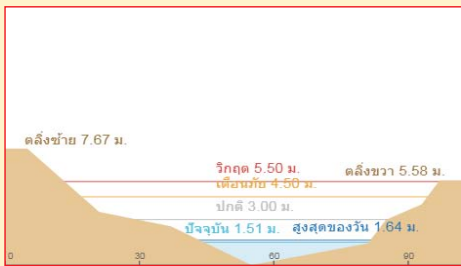 ตลิ่งซ้าย 7.67 ม.
วิกฤต 5.50 ม.
ตลิ่งขวา 5.58 ม.
เตือนภัย 4.50 ม.
ปกติ 3.00 ม.
ปัจจุบัน 1.51 ม.
สูงสุดของวัน 1.64 ม.
0 30 60 90